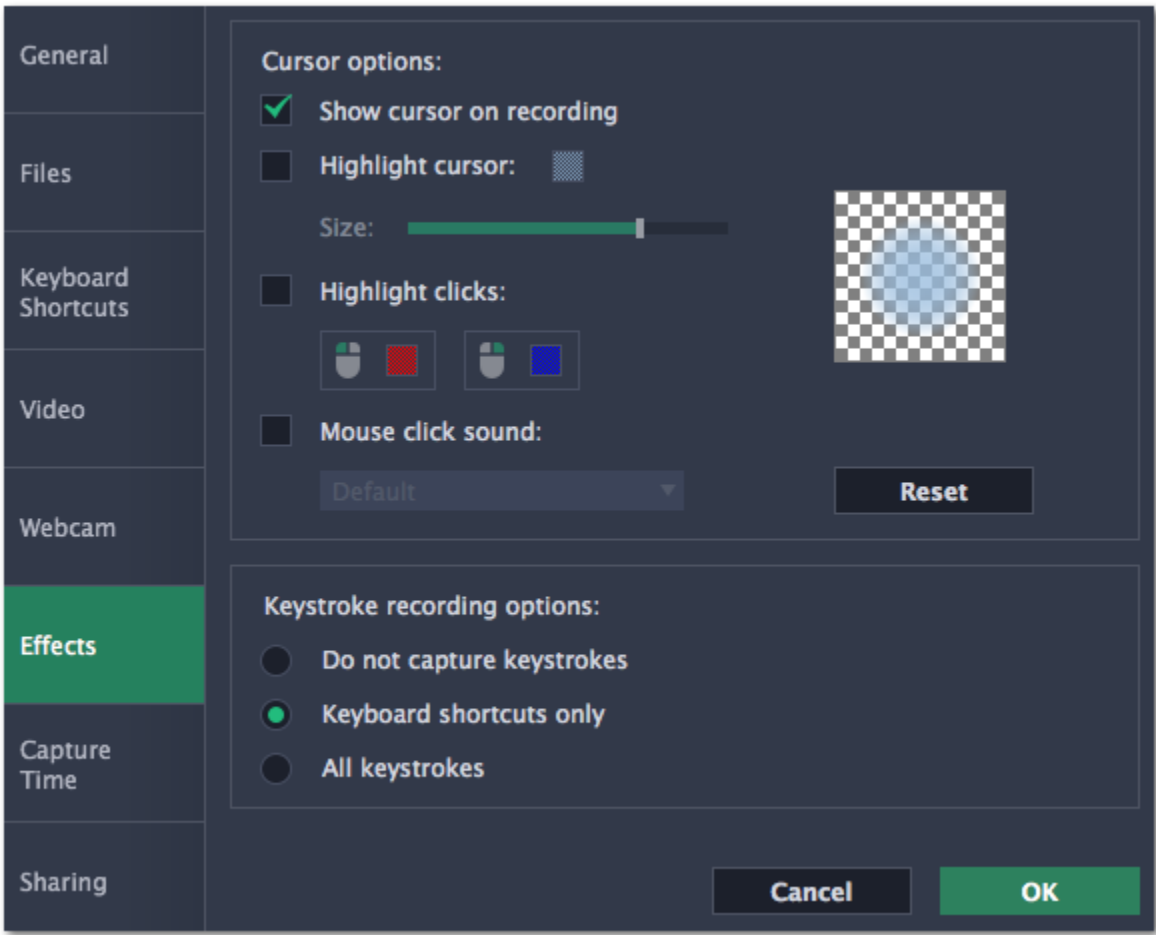 General
Files
Keyboard
Shortcuts
Video
Webcam
Effects
Capture
Time
Sharing
Cursor options:
Show cursor on recording
Highlight cursor:
Size:
Highlight clicks:
Mouse click sound:
Default
Reset
Keystroke recording options:
Do not capture keystrokes
Keyboard shortcuts only
All keystrokes
Cancel
OK